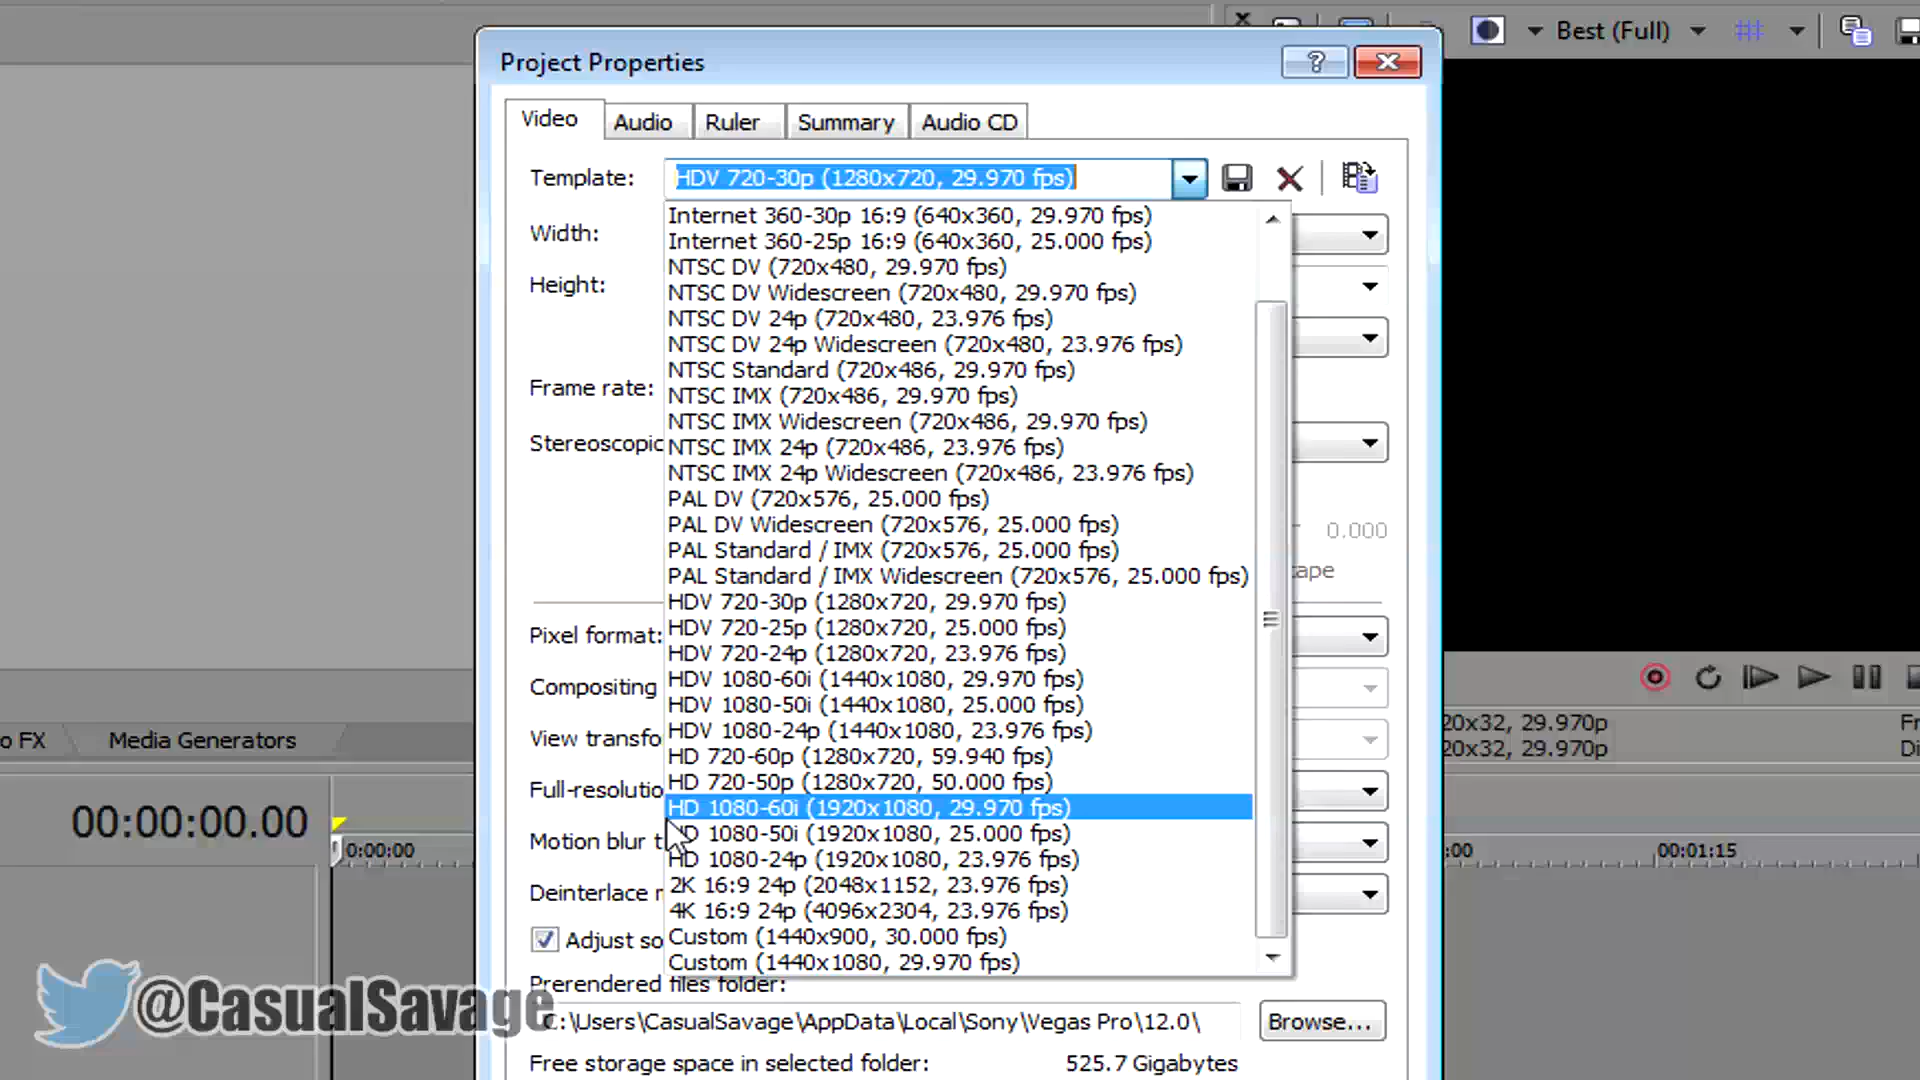 Best (Full)
Project Properties
Video
Audio
Ruler
Summary
Audio CD
Template:
HDV 720-30p (1280x720, 29.970 fps)
Internet 360-30p 16:9 (640x360, 29.970 fps)
Width:
Internet 360-25p 16:9 (640x360, 25.000 fps)
NTSC DV (720x480, 29.970 fps)
Height:
NTSC DV Widescreen (720x480, 29.970 fps)
NTSC DV 24p (720x480, 23.976 fps)
NTSC DV 24p Widescreen (720x480, 23.976 fps)
NTSC Standard (720x486, 29.970 fps)
Frame rate:
NTSC IMX (720x486, 29.970 fps)
NTSC IMX Widescreen (720x486, 29.970 fps)
Stereoscopic
NTSC IMX 24p (720x486, 23.976 fps)
NTSC IMX 24p Widescreen (720x486, 23.976 fps)
PAL DV (720x576, 25.000 fps)
PAL DV Widescreen (720x576, 25.000 fps)
0.000
PAL Standard / IMX (720x576, 25.000 fps)
PAL Standard / IMX Widescreen (720x576, 25.000 fps)
HDV 720-30p (1280x720, 29.970 fps)
Pixel format:
HDV 720-25p (1280x720, 25.000 fps)
HDV 720-24p (1280x720, 23.976 fps)
Compositing
HDV 1080-60i (1440x1080, 29.970 fps)
HDV 1080-50i (1440x1080, 25.000 fps)
View transfo
HDV 1080-24p (1440x1080, 23.976 fps)
HD 720-60p (1280x720, 59.940 fps)
Full-resolutio
HD 720-50p (1280x720, 50.000 fps)
HD 1080-60i (1920x1080, 29.970 fps)
Motion blur t
HD 1080-50i (1920x1080, 25.000 fps)
HD 1080-24p (1920x1080, 23.976 fps)
Deinterlace
2K 16:9 24p (2048x1152, 23.976 fps)
4K 16:9 24p (4096x2304, 23.976 fps)
Adjust so
Custom (1440x900, 30.000 fps)
Custom (1440x1080, 29.970 fps)
Prerendered files folder:
C:\Users\CasualSavage\AppData\Local\Sony\Vegas Pro\12.0\
Browse...
Free storage space in selected folder:
525.7 Gigabytes
o FX
Media Generators
00:00:00.00
0:00:00
20x32, 29.970p
Fr
20x32, 29.970p
Di
:00
00:01:15
@CasualSavage